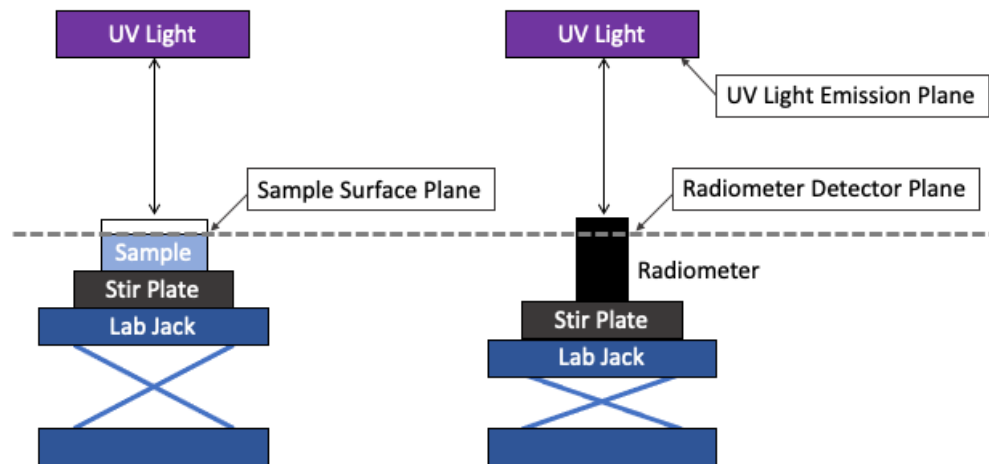 UV Light
UV Light
UV Light Emission Plane
Sample Surface Plane
Radiometer Detector Plane
Sample
Radiometer
Stir Plate
Stir Plate
Lab Jack
Lab Jack